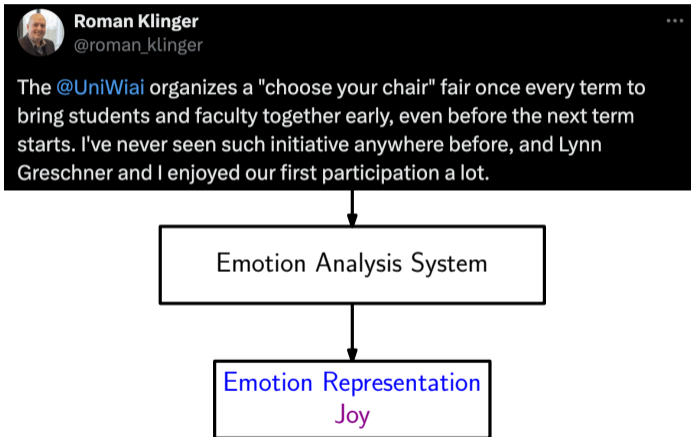 Roman Klinger
@roman_klinger
The @UniWiai organizes a "choose your chair" fair once every term to
bring students and faculty together early, even before the next term
starts. I've never seen such initiative anywhere before, and Lynn
Greschner and I enjoyed our first participation a lot.
Emotion Analysis System
Emotion Representation
Joy